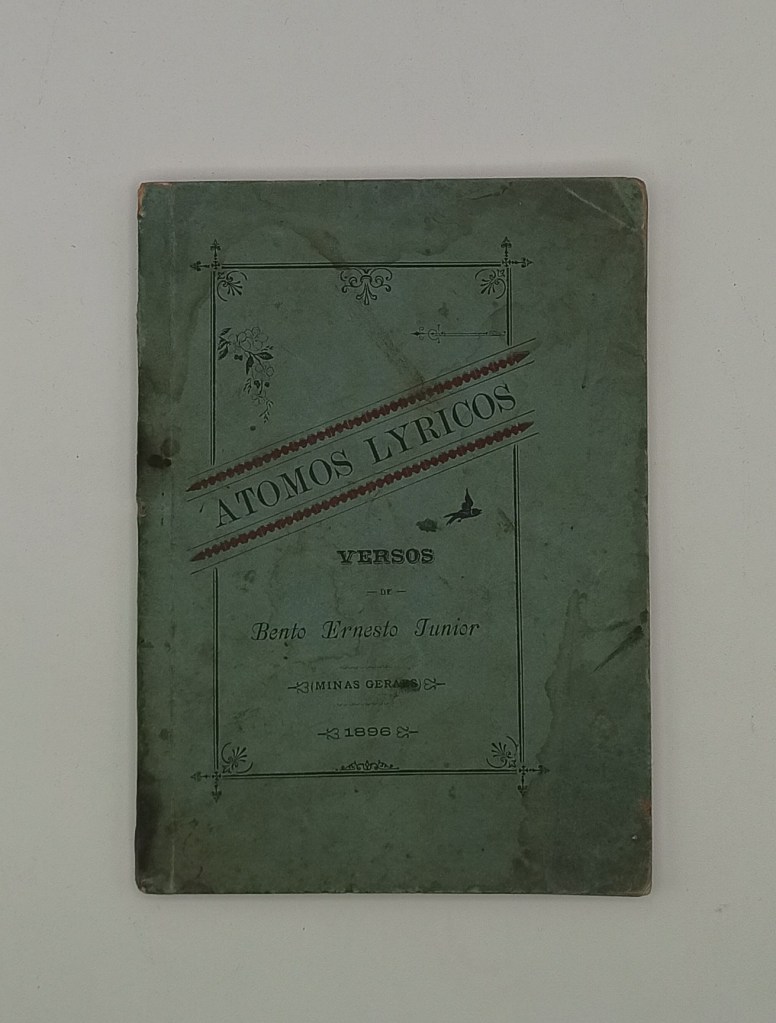 ATOMOS LYRICOS
VERSOS
— DE —
Bento Ernesto Junior
(MINAS GERAES)
1896